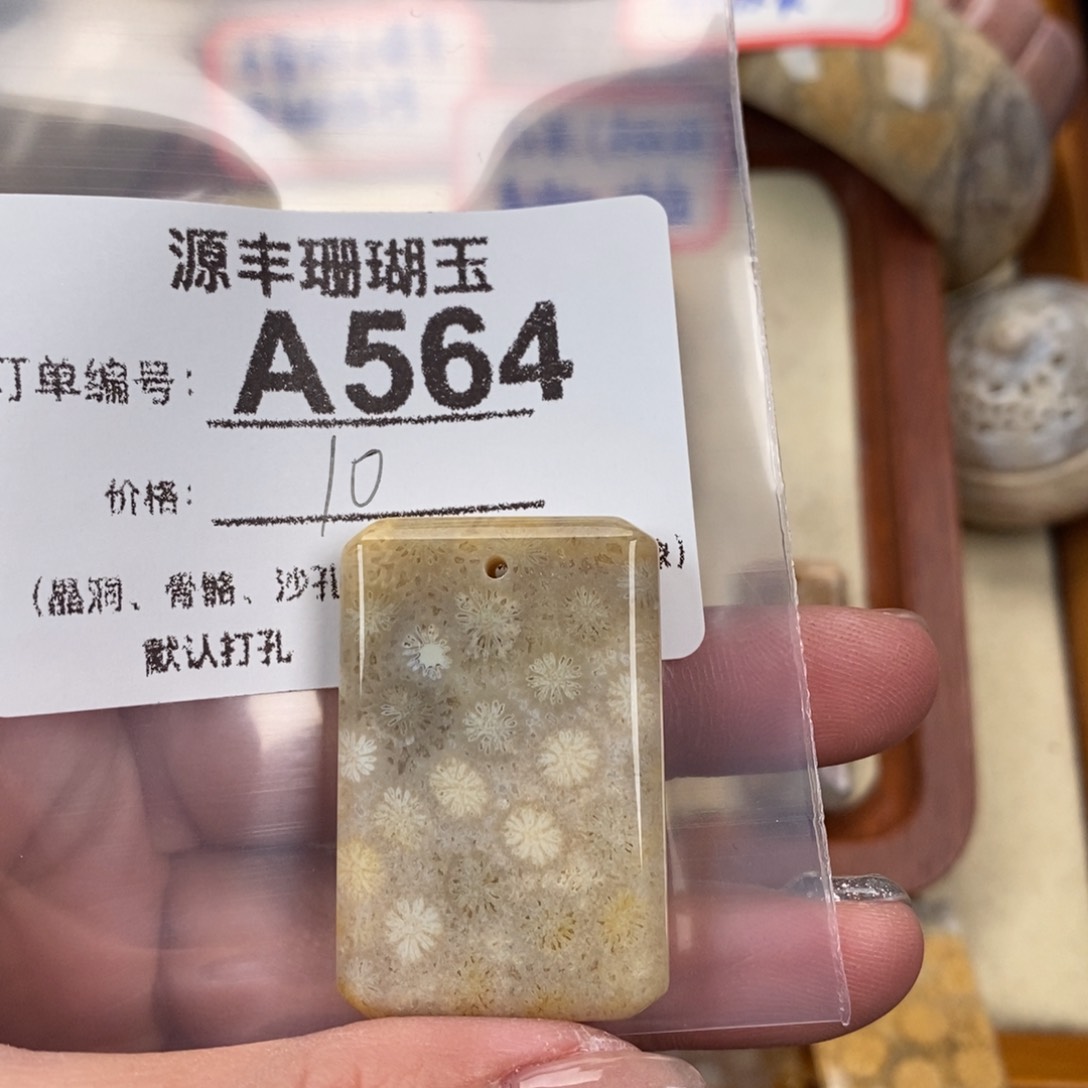 源丰珊瑚玉
订单编号: A564
价格: 10
(晶洞、骨骼、沙孔
默认打孔